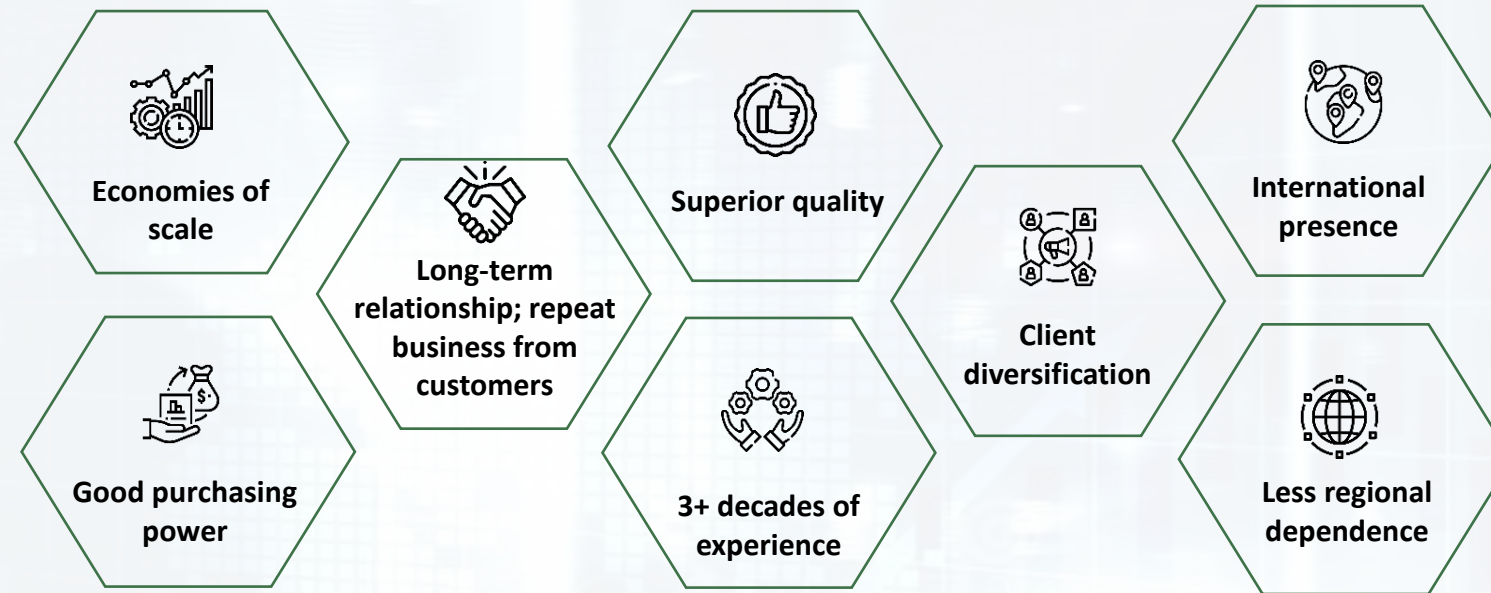 Economies of
scale
Good purchasing
power
Long-term
relationship; repeat
business from
customers
Superior quality
3+ decades of
experience
Client
diversification
International
presence
Less regional
dependence